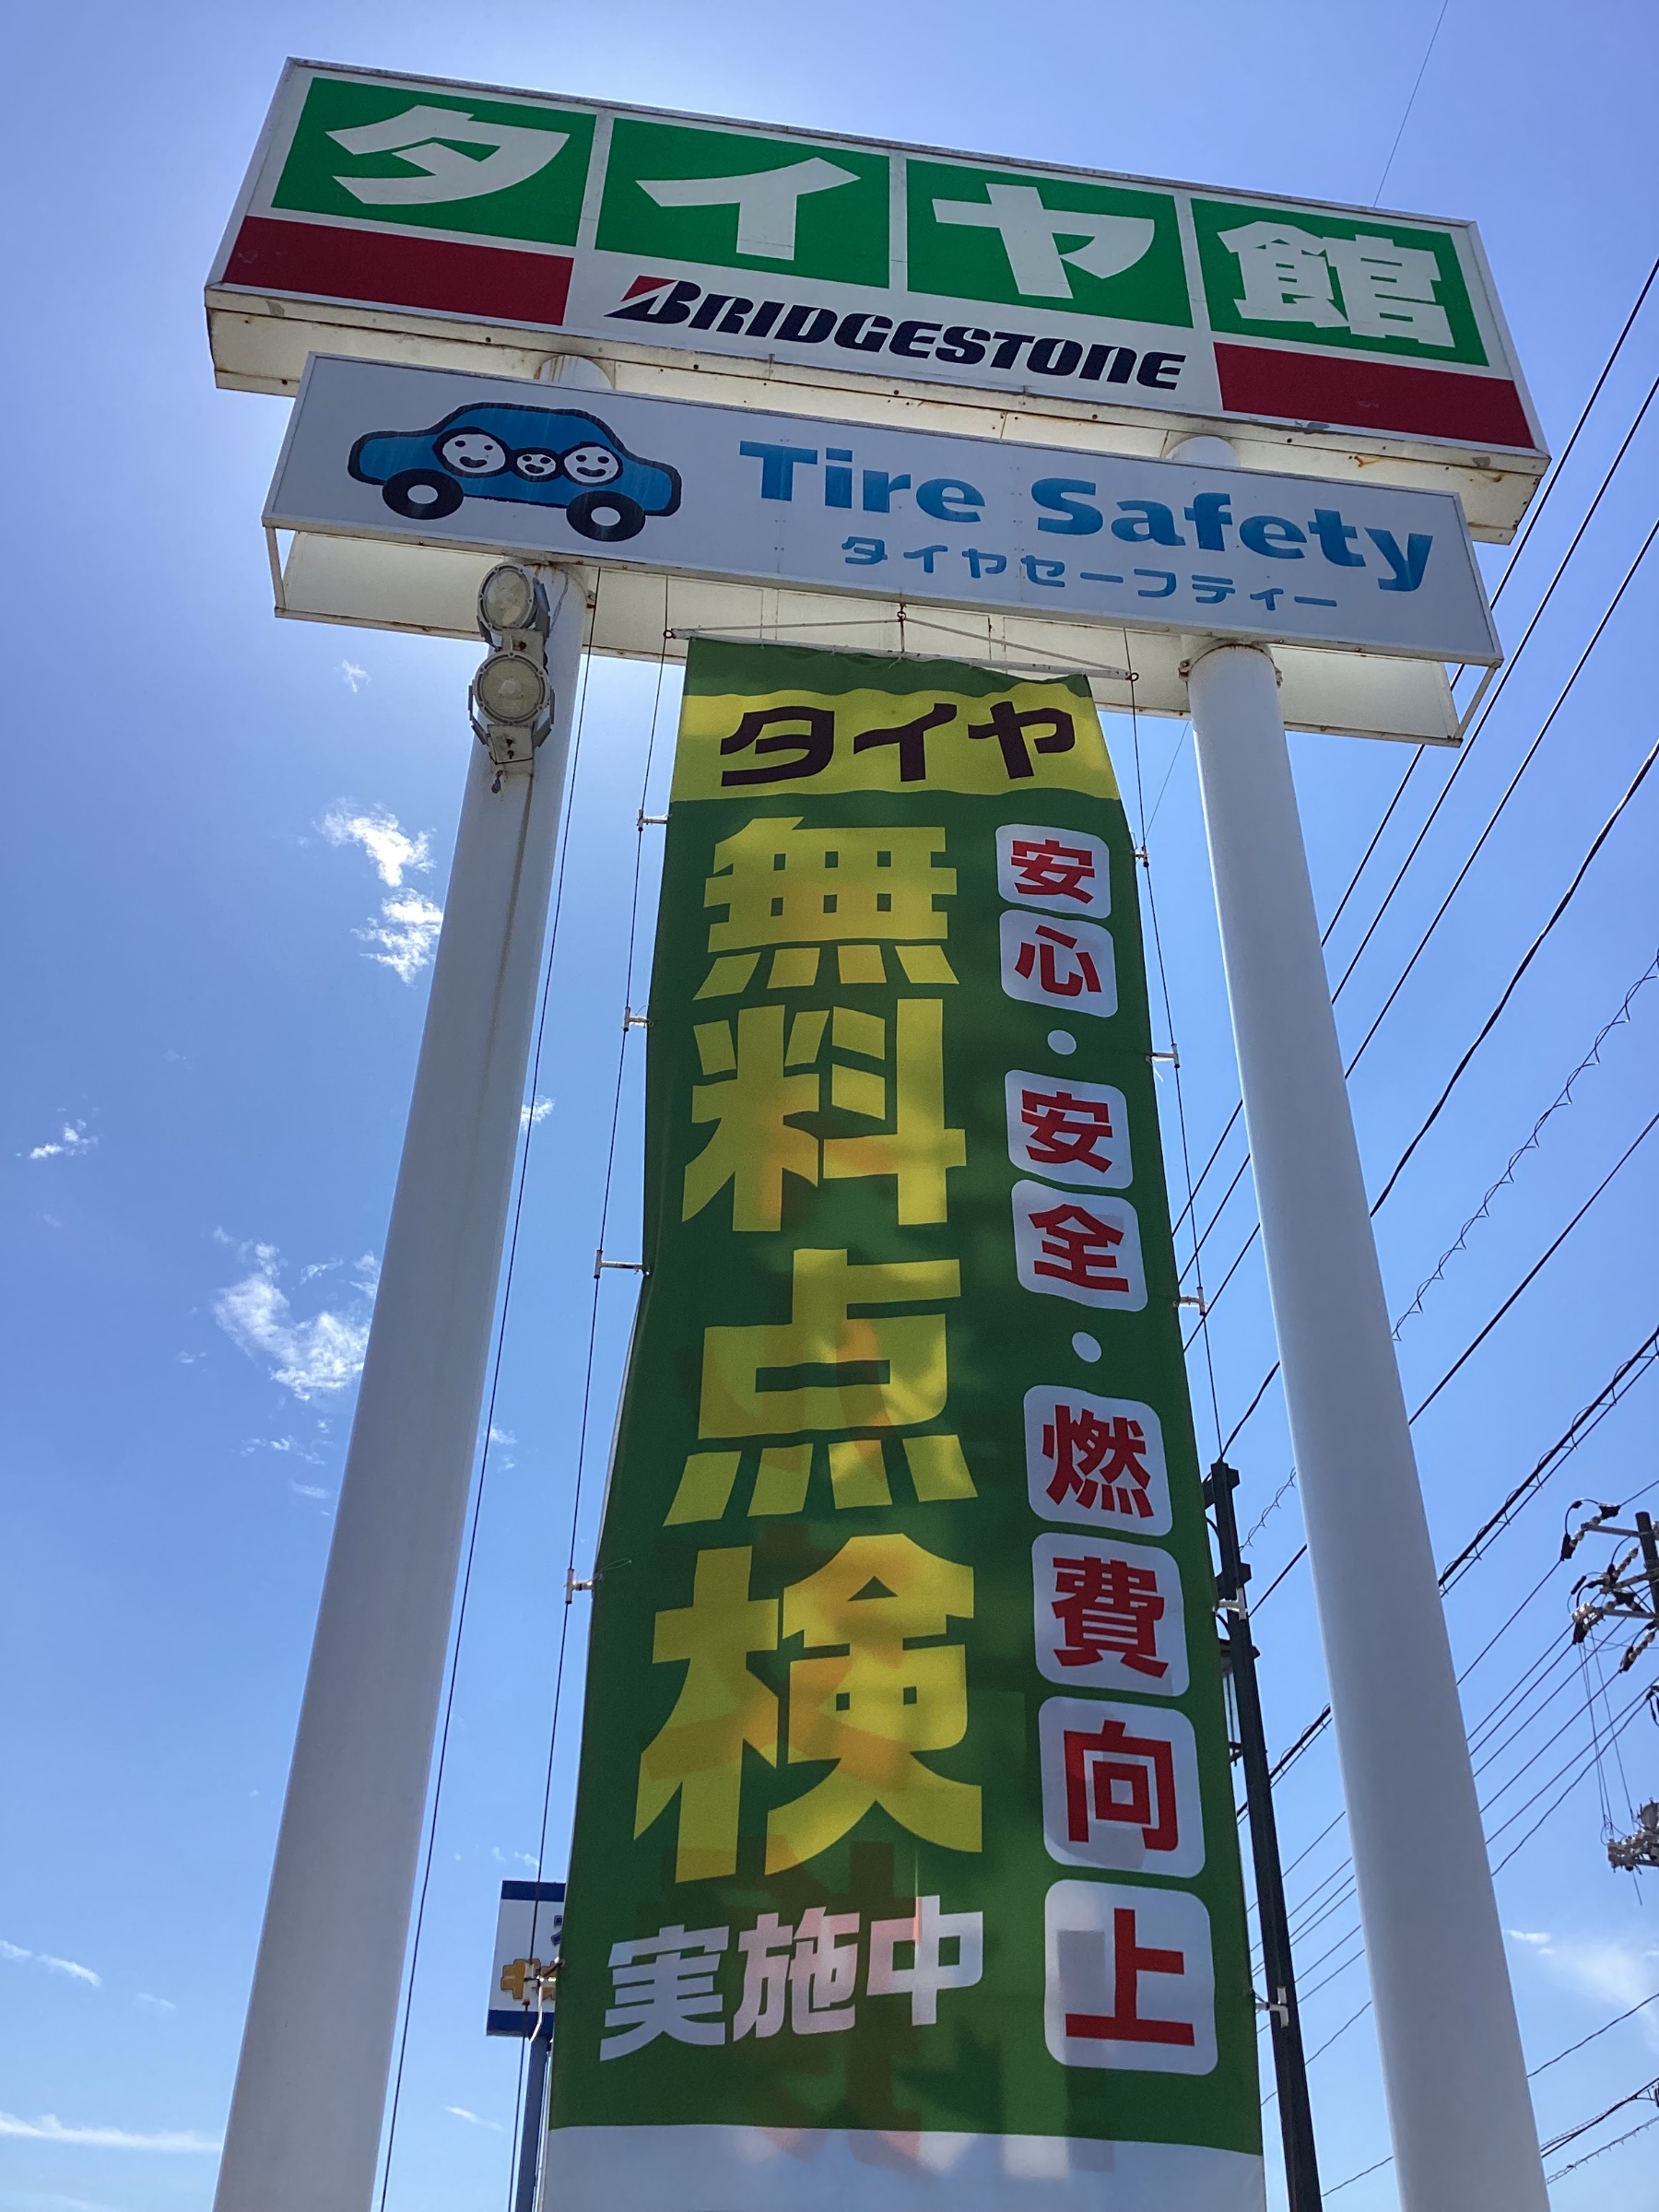 タイヤ館
BRIDGESTONE
Tire Safety
タイヤセーフティー
タイヤ
安心・安全・燃費向上
無料点検
実施中